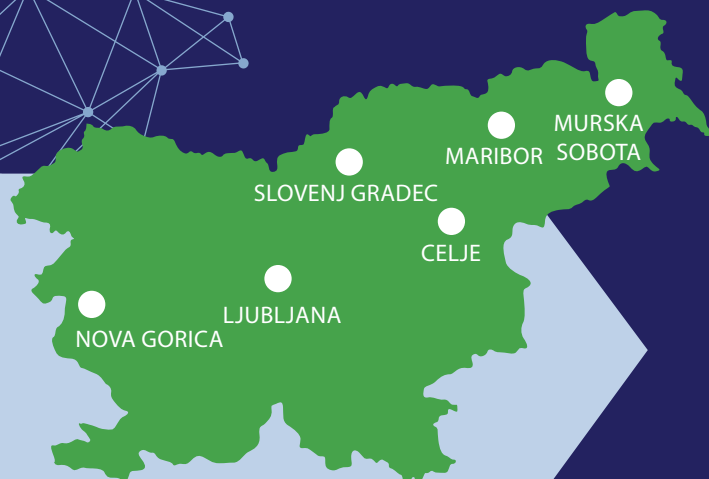 MURSKA
SOBOTA
MARIBOR
SLOVENJ GRADEC
CELJE
LJUBLJANA
NOVA GORICA